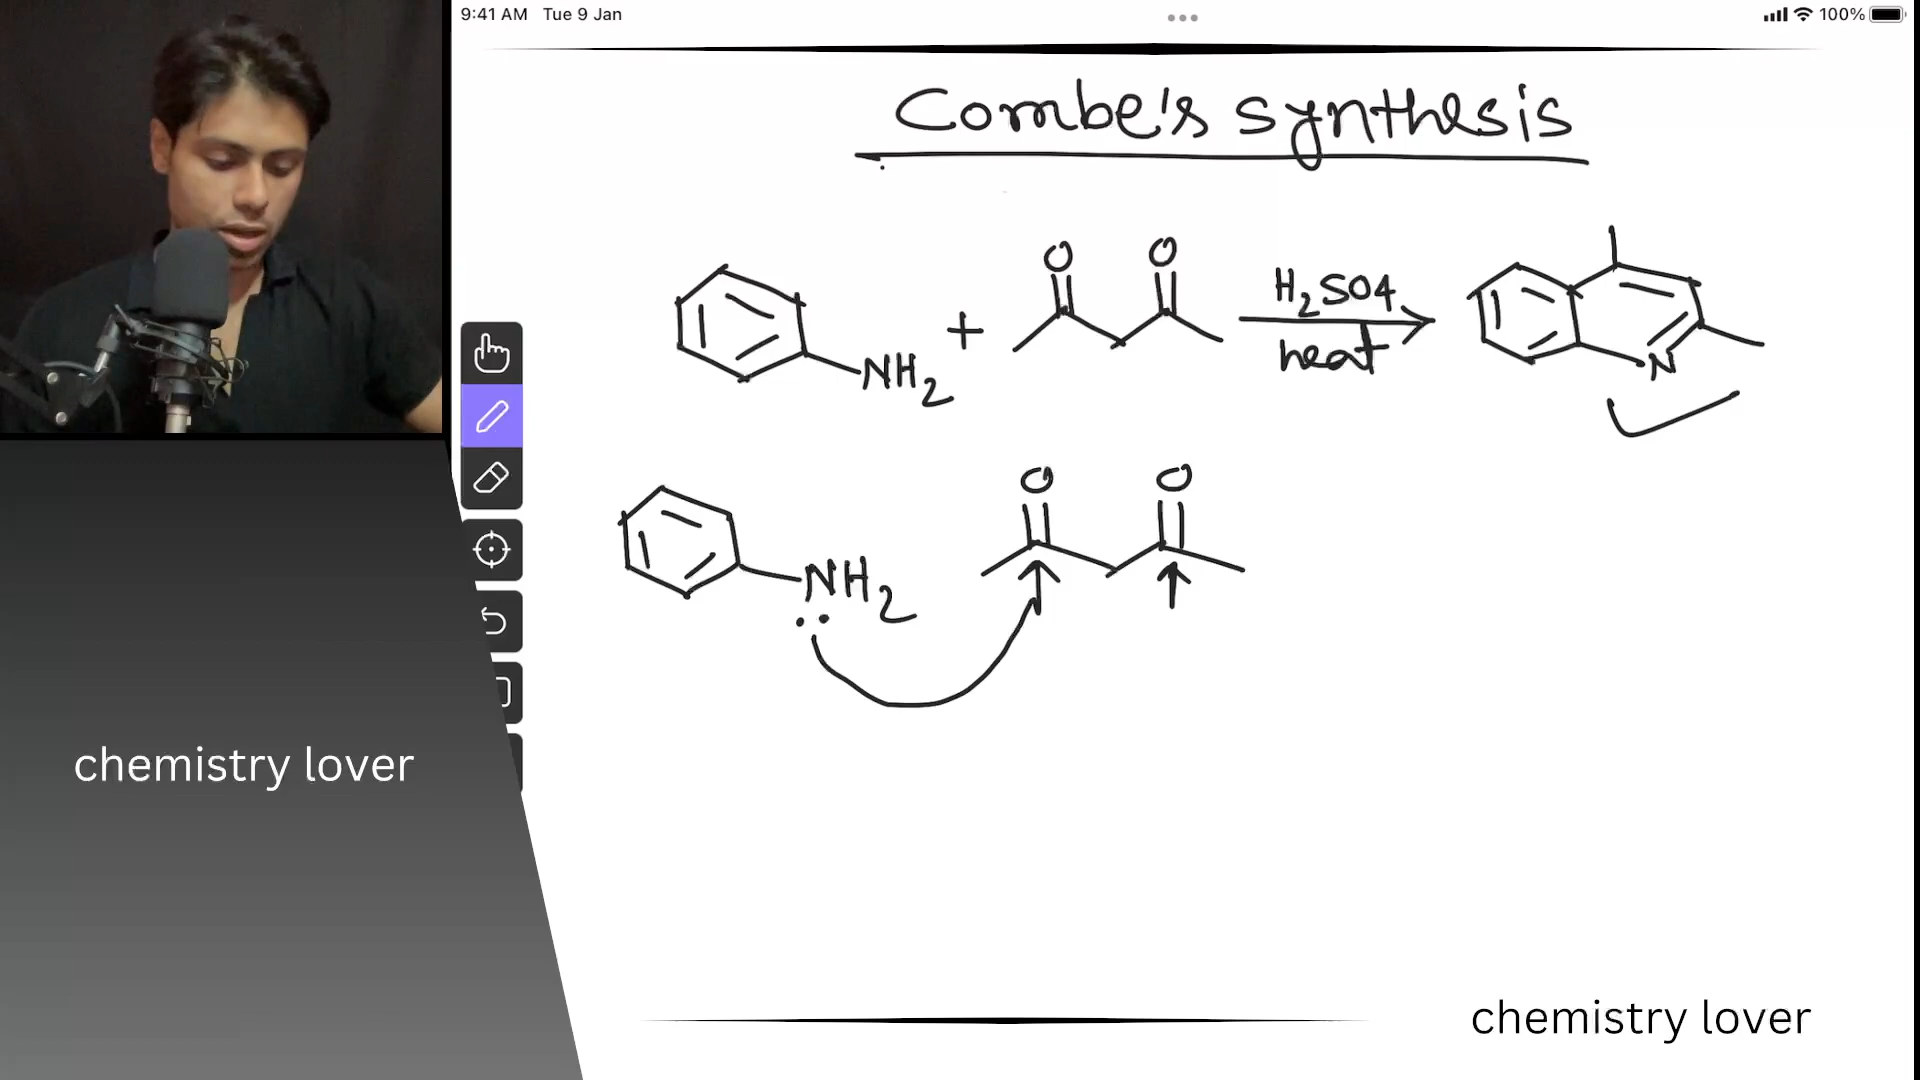 9:41 AM Tue 9 Jan
100%
Combe's synthesis
O O
H2SO4
NH2 + heat N
O O
NH2
chemistry lover
chemistry lover